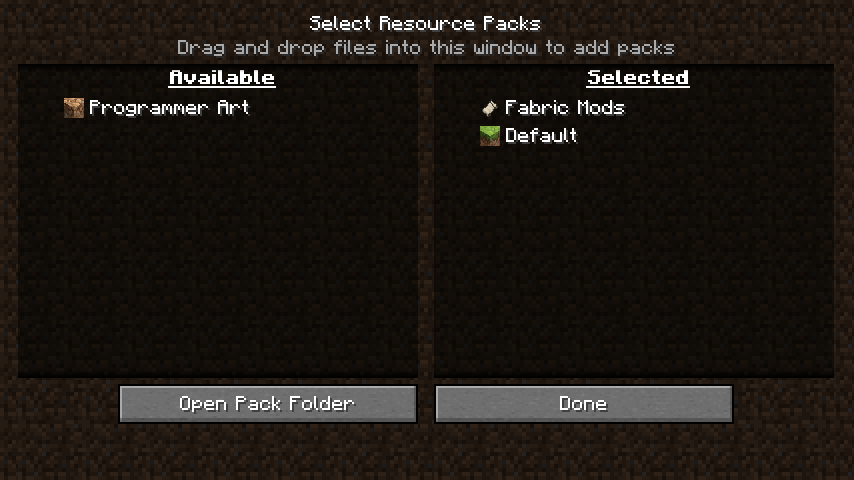 Select Resource Packs
Drag and drop files into this window to add packs
Available
Programmer Art
Selected
Fabric Mods
Default
Open Pack Folder
Done